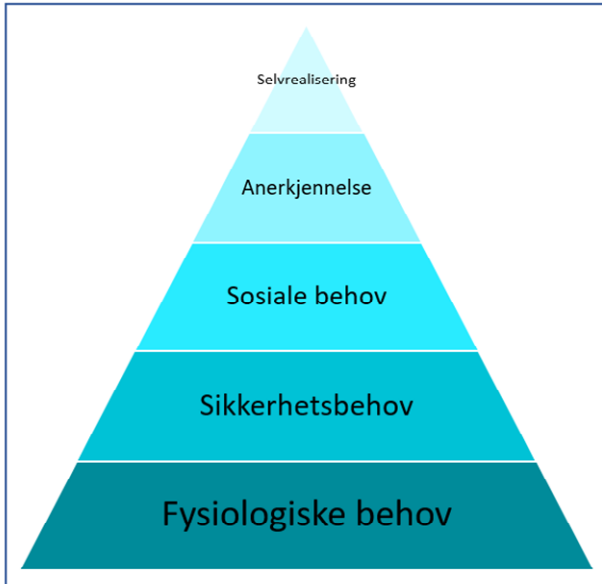 Selvrealisering
Anerkjennelse
Sosiale behov
Sikkerhetsbehov
Fysiologiske behov